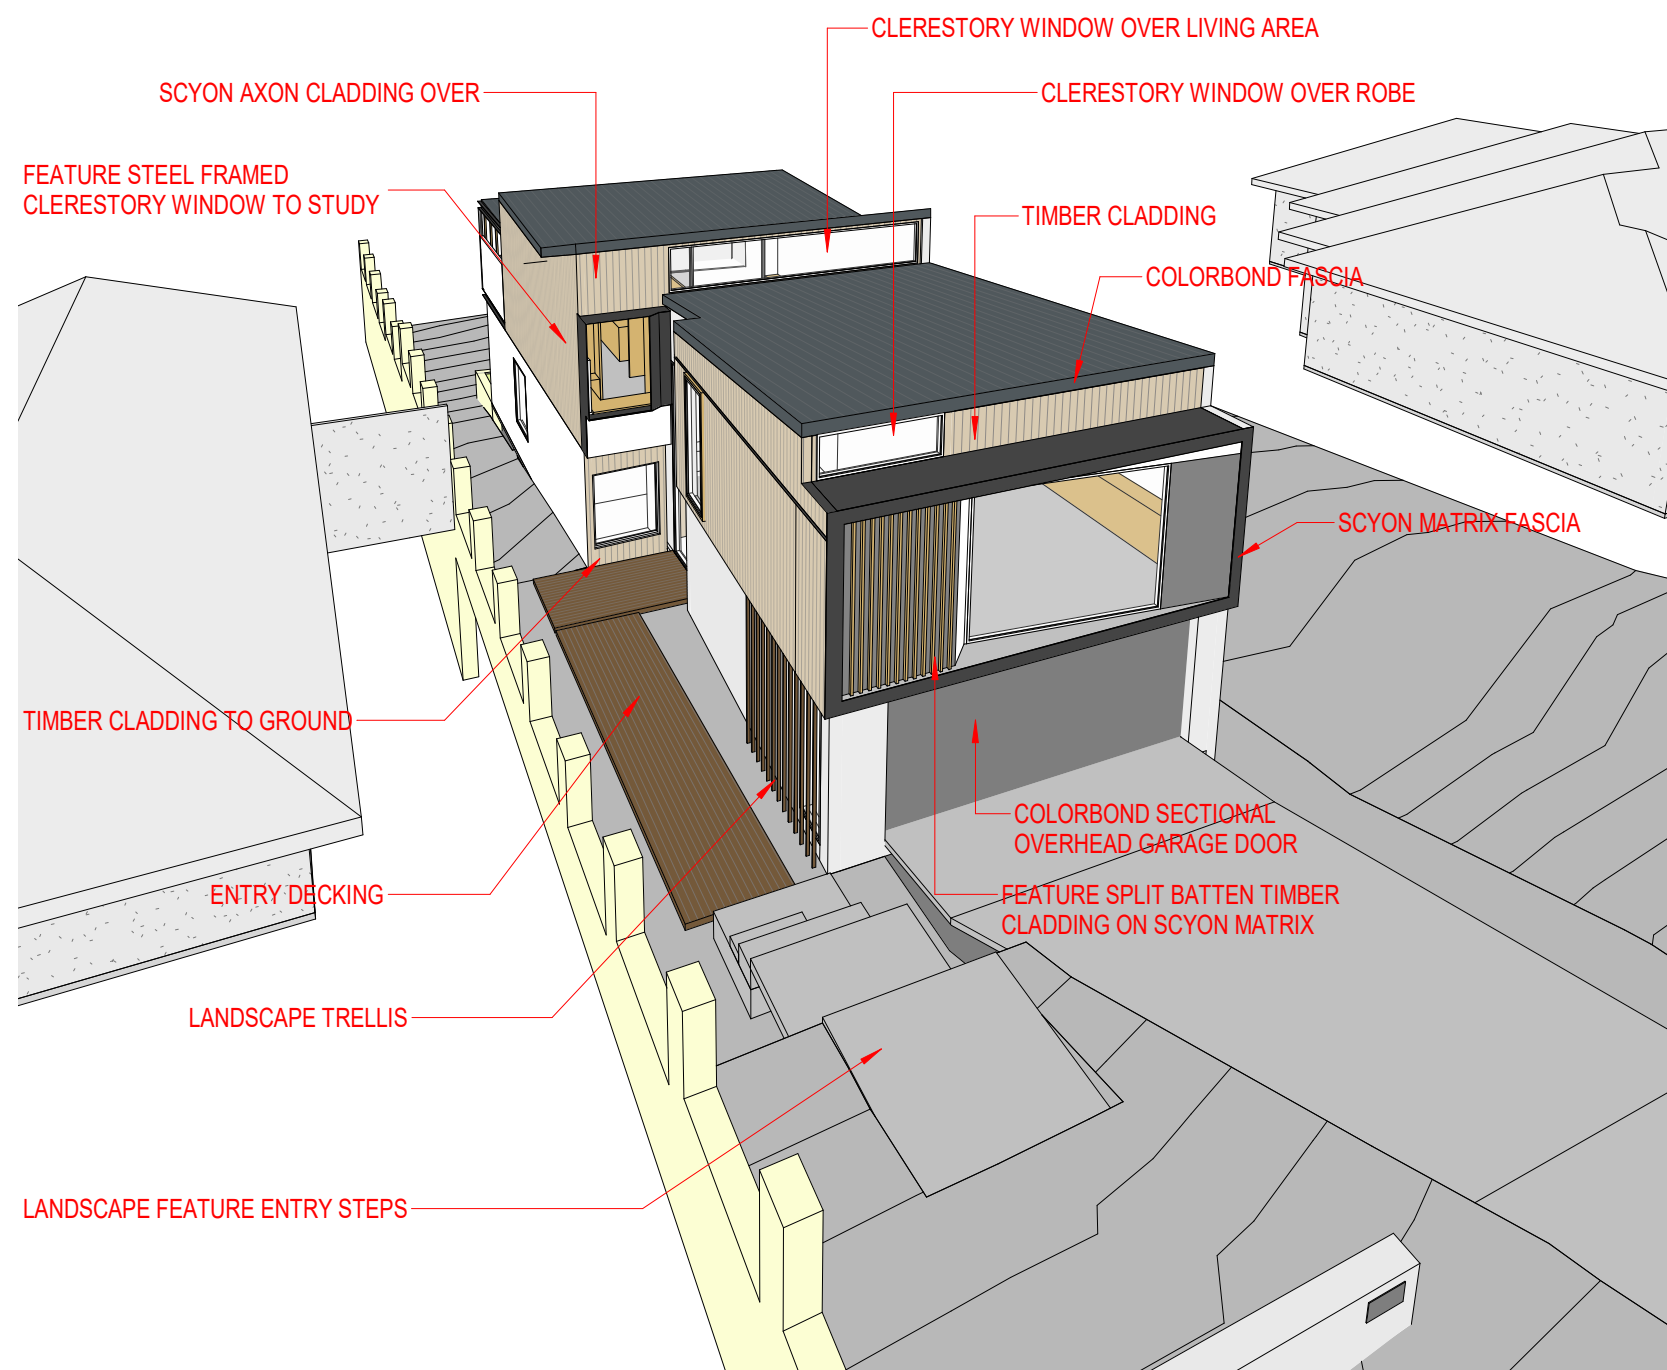 CLERESTORY WINDOW OVER LIVING AREA
SCYON AXON CLADDING OVER
CLERESTORY WINDOW OVER ROBE
FEATURE STEEL FRAMED
CLERESTORY WINDOW TO STUDY
TIMBER CLADDING
COLORBOND FASCIA
SCYON MATRIX FASCIA
TIMBER CLADDING TO GROUND
COLORBOND SECTIONAL
OVERHEAD GARAGE DOOR
ENTRY DECKING
FEATURE SPLIT BATTEN TIMBER
CLADDING ON SCYON MATRIX
LANDSCAPE TRELLIS
LANDSCAPE FEATURE ENTRY STEPS